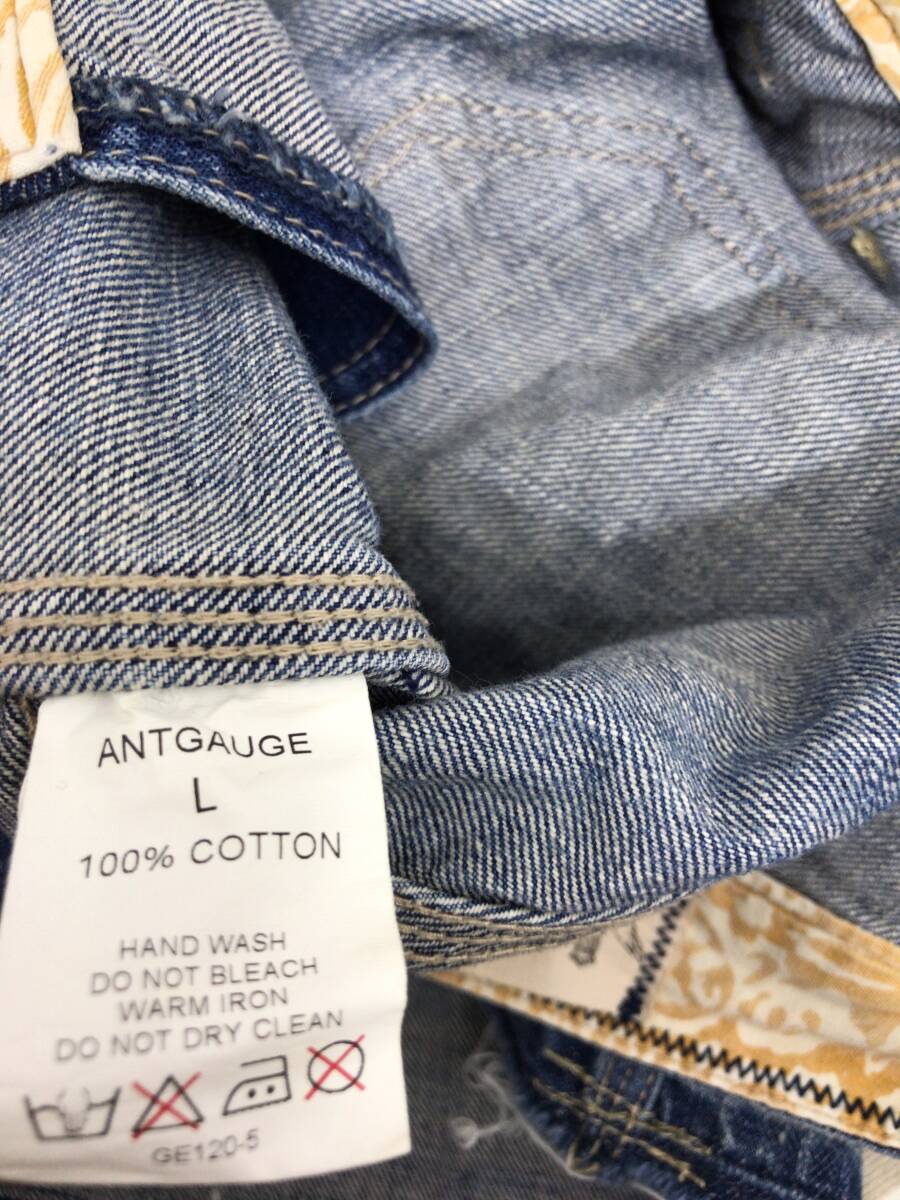 ANTGAUGE
L
100% COTTON
HAND WASH
DO NOT BLEACH
WARM IRON
DO NOT DRY CLEAN
GE120-5